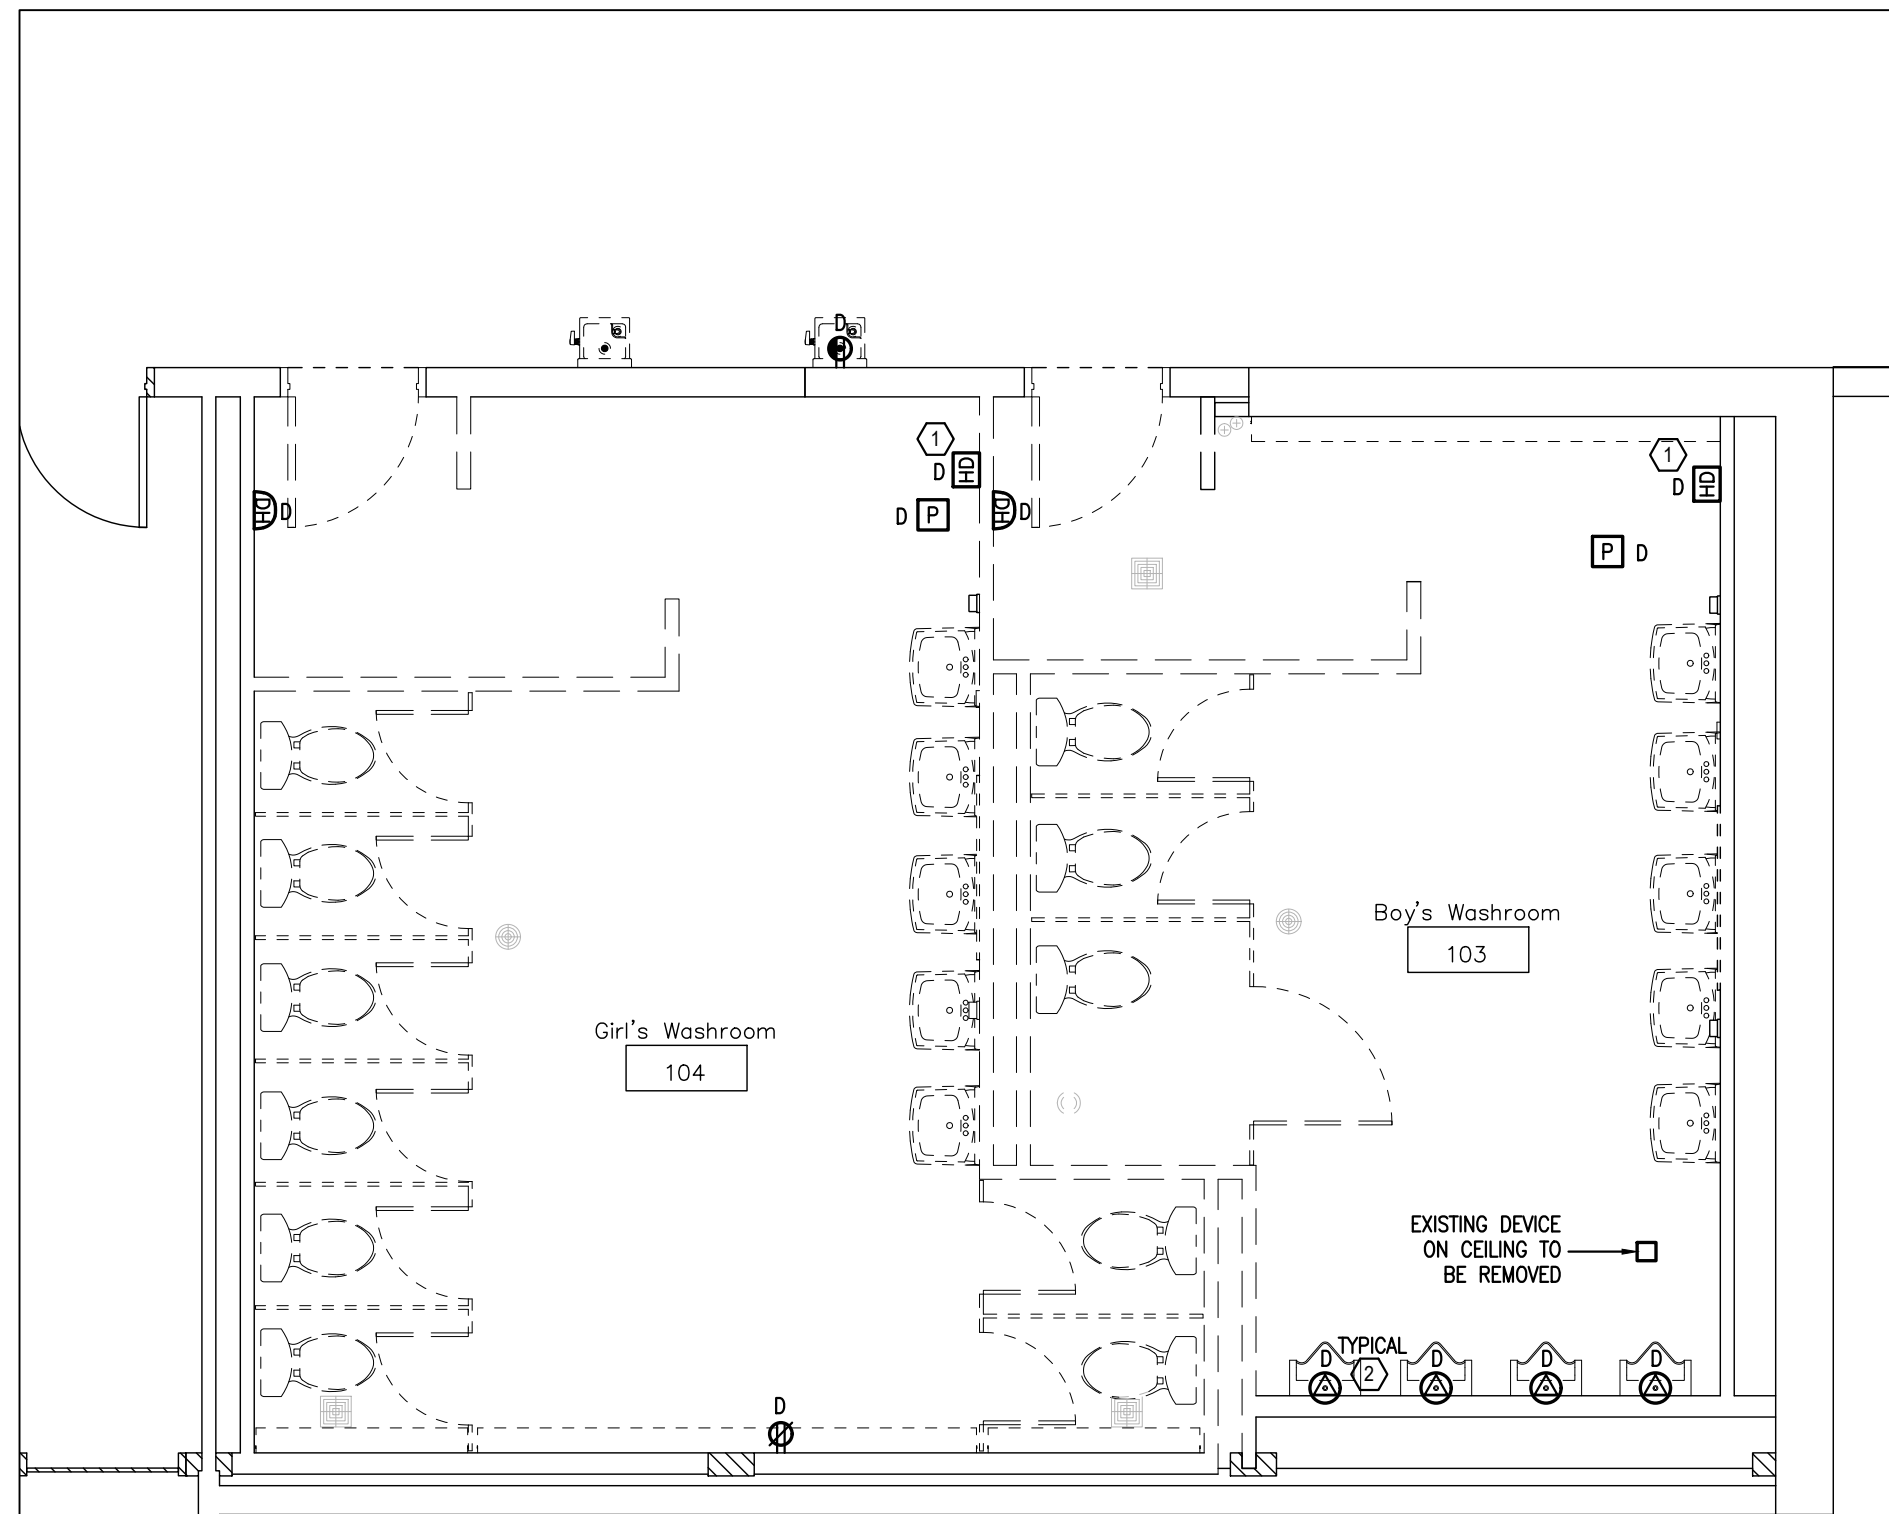 D
1
D HD
HD D
D P
HD D
1
D HD
P D
Boy's Washroom
103
Girl's Washroom
104
EXISTING DEVICE
ON CEILING TO
BE REMOVED
TYPICAL
D 2 D D D
D